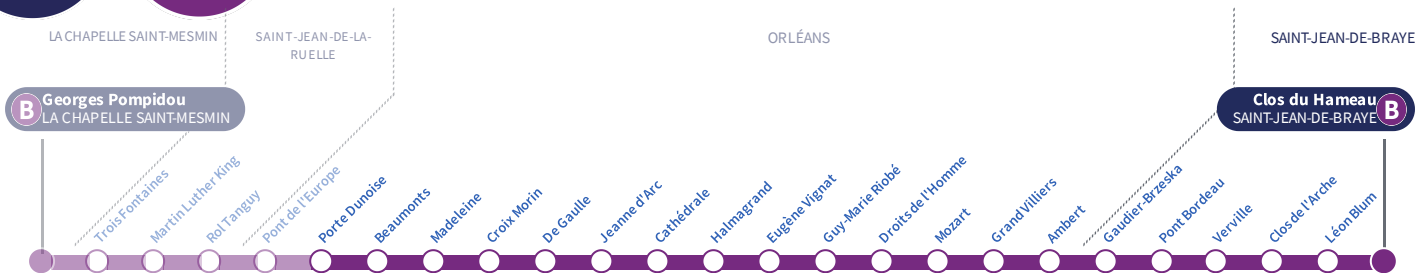 LA CHAPELLE SAINT-MESMIN
SAINT-JEAN-DE-LA-
RUELLE
ORLÉANS
SAINT-JEAN-DE-BRAYE
B
Georges Pompidou
LA CHAPELLE SAINT-MESMIN
Clos du Hameau
SAINT-JEAN-DE-BRAYE
B
Trois Fontaines
Martin Luther King
Rol Tanguy
Pont de l'Europe
Porte Dunoise
Beaumonts
Madeleine
Croix Morin
De Gaulle
Jeanne d'Arc
Cathédrale
Halmagrand
Eugène Vignat
Guy-Marie Riobé
Droits de l'Homme
Mozart
Grand Villiers
Ambert
Gaudier-Brzeska
Pont Bordeau
Verville
Clos de l'Arche
Léon Blum